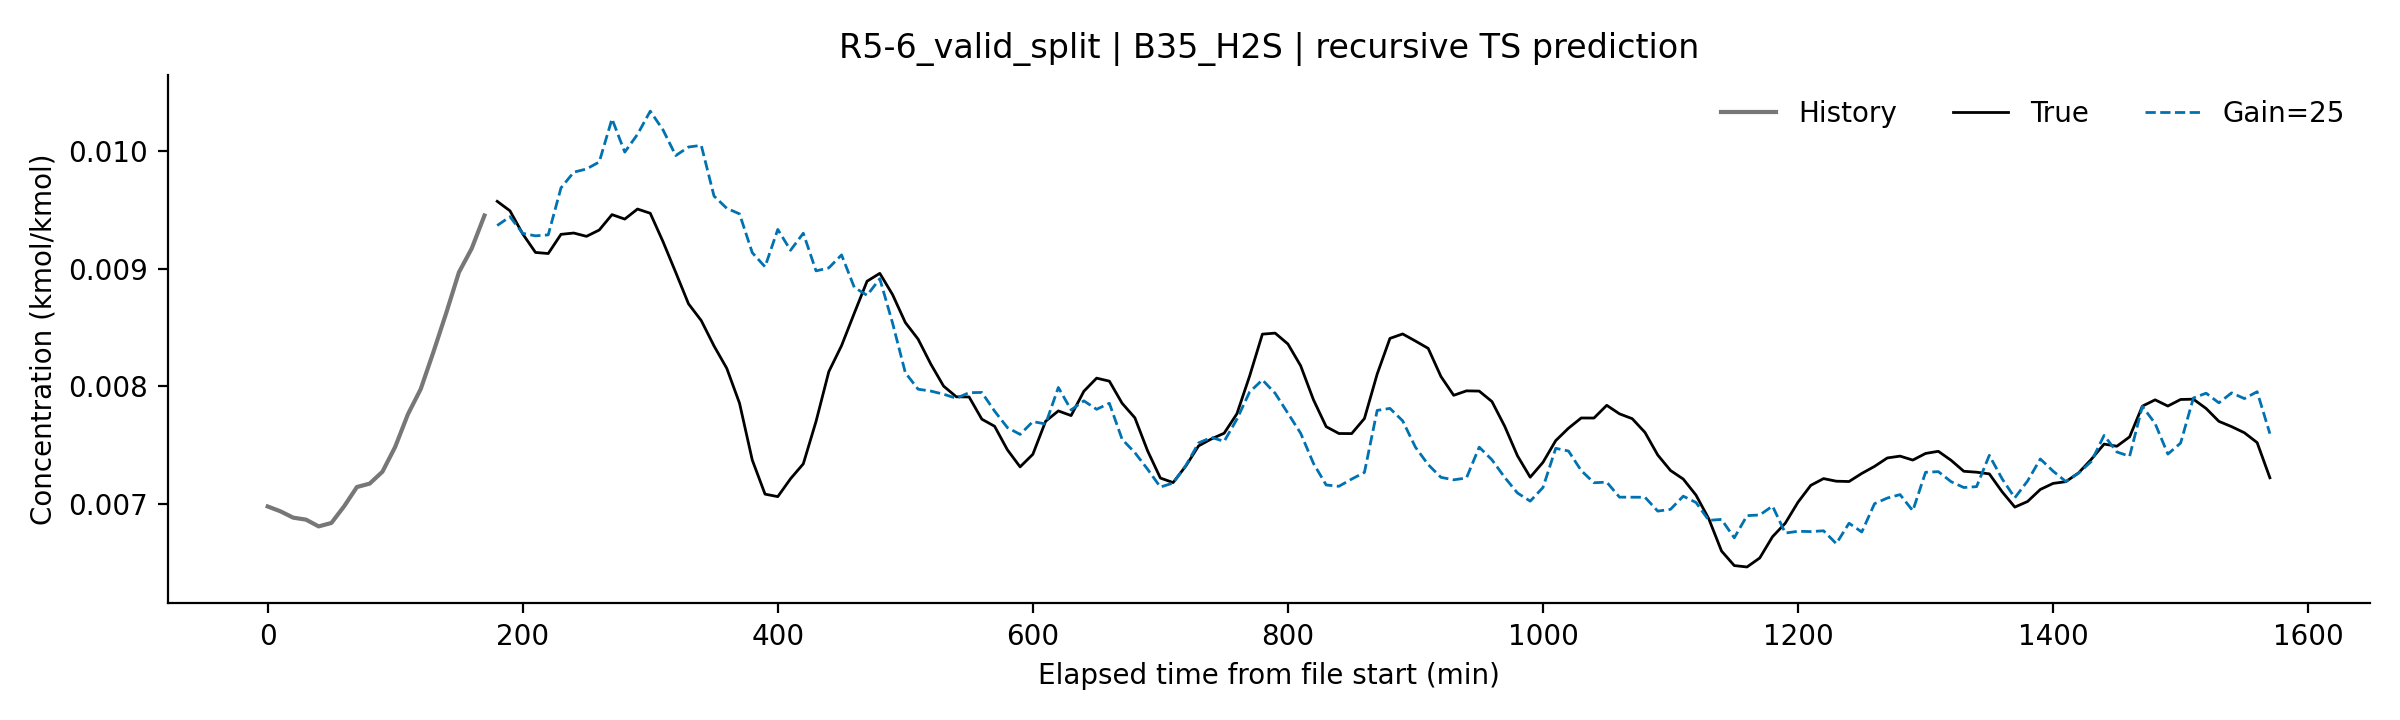 R5-6_valid_split | B35_H2S | recursive TS prediction
History
True
Gain=25
Concentration (kmol/kmol)
0.010
0.009
0.008
0.007
0
200
400
600
800
1000
1200
1400
1600
Elapsed time from file start (min)